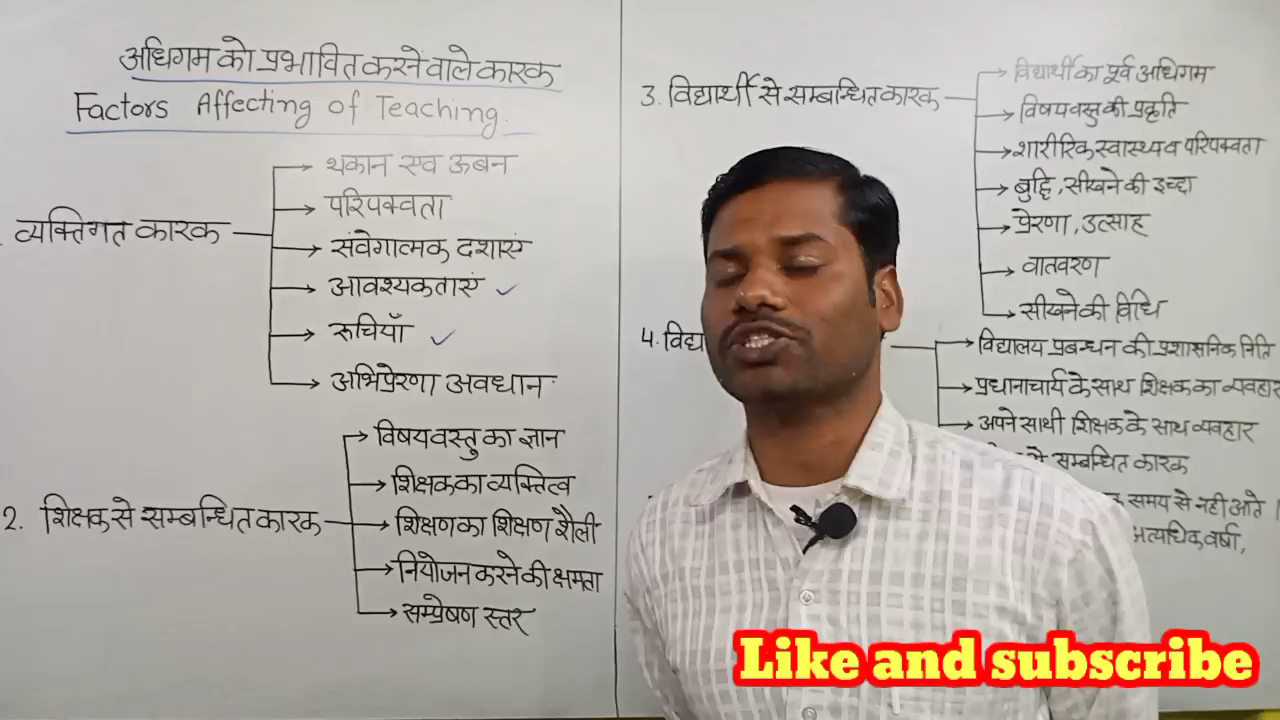 अधिगम को प्रभावित करने वाले कारक
Factors Affecting of Teaching.
व्यक्तिगत कारक
थकान स्व ऊबन
परिपक्वता
संवेगात्मक दशाएं
आवश्यकताएं
रूचियाँ
अभिप्रेरणा अवधान
2. शिक्षक से सम्बन्धित कारक
विषयवस्तु का ज्ञान
शिक्षक का व्यक्तित्व
शिक्षण का शिक्षण शैली
नियोजन करने की क्षमता
सम्प्रेषण स्तर
3. विद्यार्थी से सम्बन्धित कारक
विद्यार्थी का पूर्व अधिगम
विषयवस्तु की प्रकृति
शारीरिक स्वास्थ्य व परिपक्वता
बुद्धि, सीखने की इच्छा
प्रेरणा, उत्साह
वातवरण
सीखने की विधि
4. विद्य
विद्यालय प्रबन्धन की प्रशासनिक निति
प्रधानाचार्य के साथ शिक्षक का व्यवहार
अपने साथी शिक्षक के साथ व्यवहार
सम्बन्धित कारक
समय से नही आते।
अत्यधिक वर्षा,
Like and subscribe